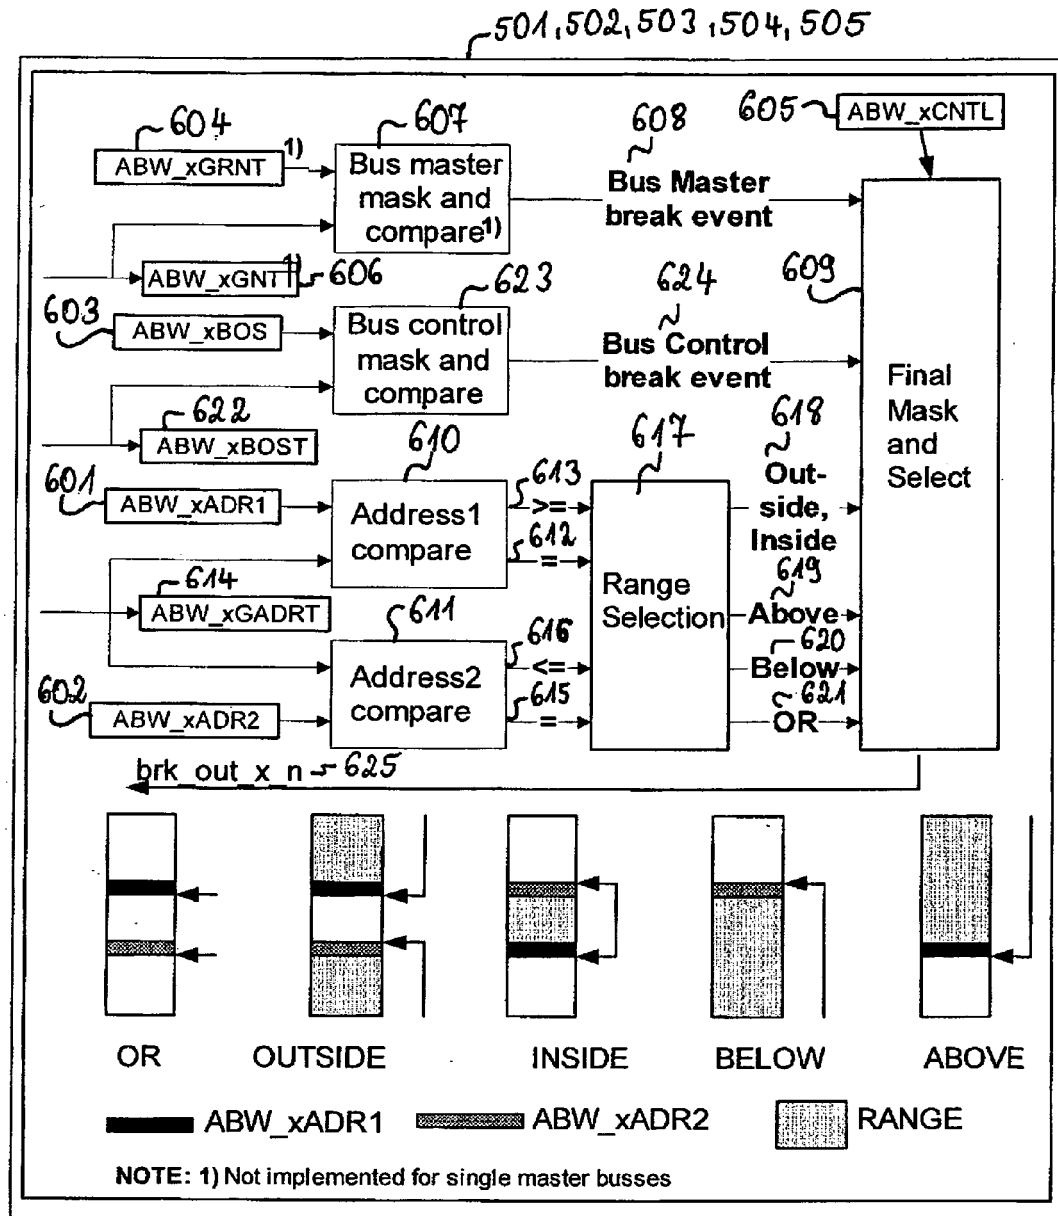 501, 502, 503, 504, 505
604
607
608
605
ABW_xCNTL
ABW_xGRNT
1)
Bus master
mask and
compare1)
Bus Master
break event
ABW_xGNT
1)
606
623
624
609
603
ABW_xBOS
Bus control
mask and
compare
Bus Control
break event
Final
Mask
and
Select
622
ABW_xBOST
610
617
618
601
ABW_xADR1
Address1
compare
613
>=
612
=
Out-
side,
Inside
614
ABW_xGADRT
611
Range
Selection
619
Above
616
<=
620
Below
602
ABW_xADR2
Address2
compare
615
=
621
OR
brk_out_x_n
625
OR
OUTSIDE
INSIDE
BELOW
ABOVE
ABW_xADR1
ABW_xADR2
RANGE
NOTE: 1) Not implemented for single master busses